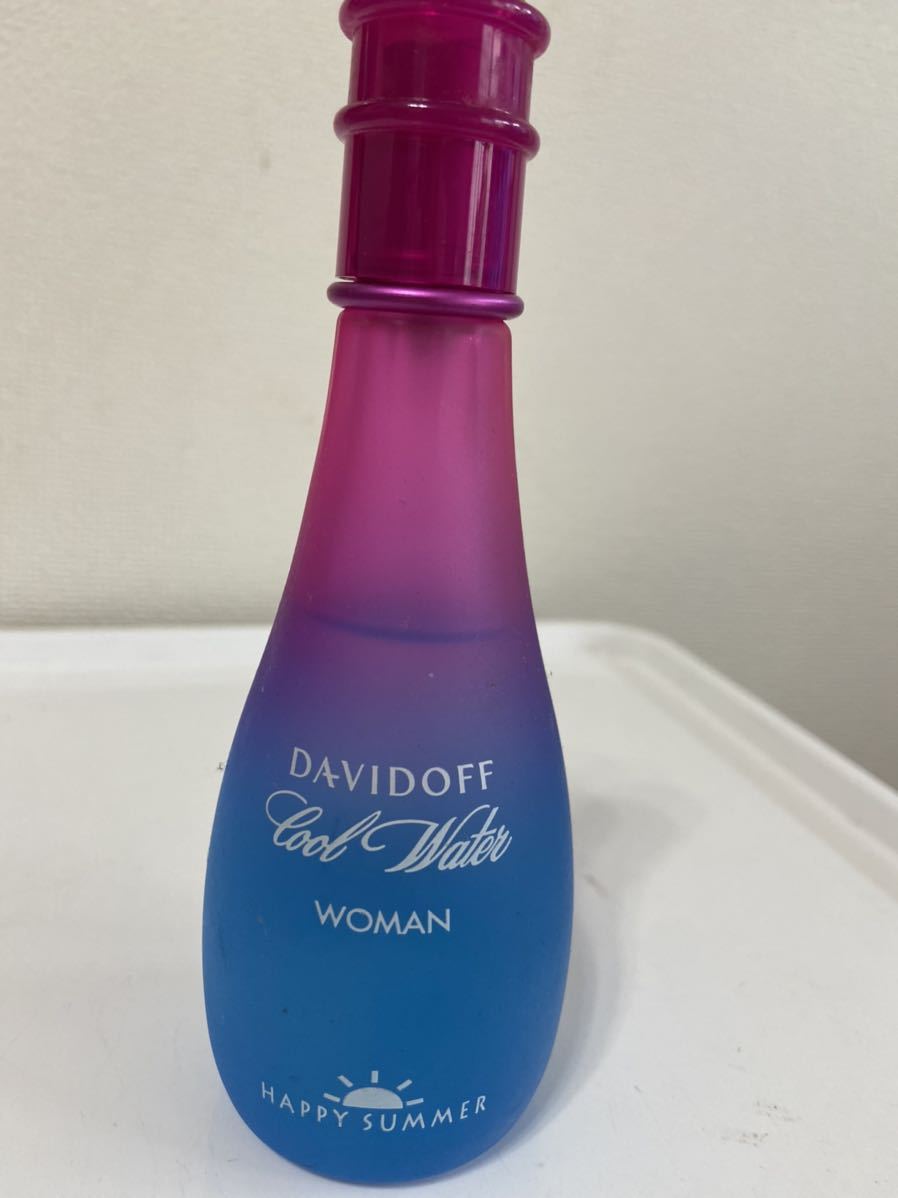 DAVIDOFF
Cool Water
WOMAN
HAPPY SUMMER